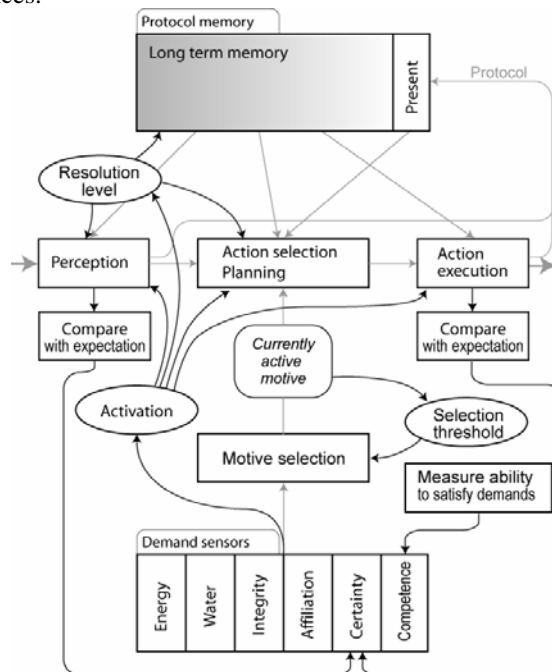 ces.
Protocol memory
Long term memory
Present
Protocol
Resolution
level
Perception
Action selection
Planning
Action
execution
Compare
with expectation
Currently
active
motive
Compare
with expectation
Activation
Selection
threshold
Motive selection
Measure ability
to satisfy demands
Demand sensors
Energy
Water
Integrity
Affiliation
Certainty
Competence